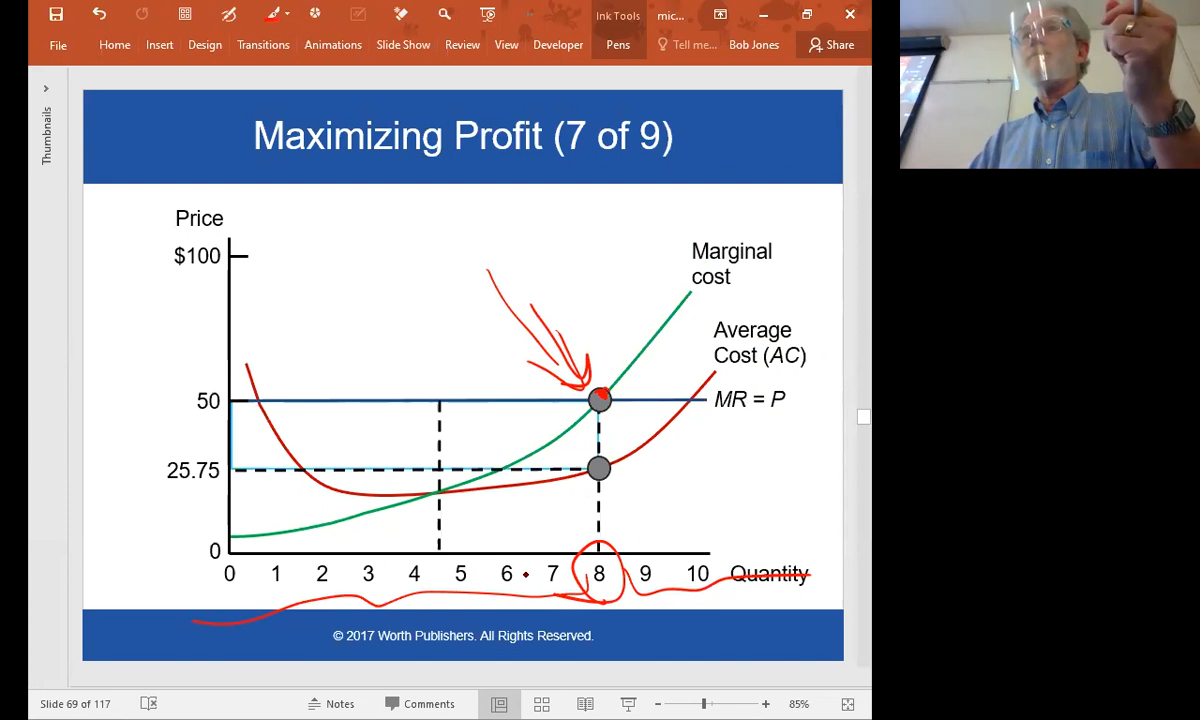 Ink Tools
mic...
File
Home
Insert
Design
Transitions
Animations
Slide Show
Review
View
Developer
Pens
Tell me...
Bob Jones
Share
Thumbnails
Maximizing Profit (7 of 9)
Price
$100
50
25.75
0
Marginal
cost
Average
Cost (AC)
MR = P
0 1 2 3 4 5 6 7 8 9 10 Quantity
© 2017 Worth Publishers. All Rights Reserved.
Slide 69 of 117
Notes
Comments
85%